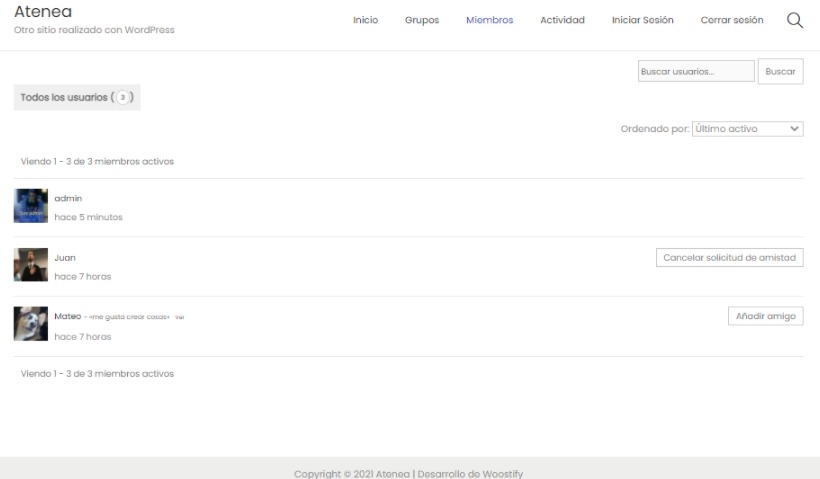 Atenea
Otro sitio realizado con WordPress
Inicio Grupos Miembros Actividad Iniciar Sesión Cerrar sesión
Buscar usuarios... Buscar
Todos los usuarios (3)
Ordenado por: Último activo
Viendo 1 - 3 de 3 miembros activos
admin
hace 5 minutos
Juan
Cancelar solicitud de amistad
hace 7 horas
Mateo - «me gusta crear cosas» Ver
Añadir amigo
hace 7 horas
Viendo 1 - 3 de 3 miembros activos
Copyright © 2021 Atenea | Desarrollo de Woostify